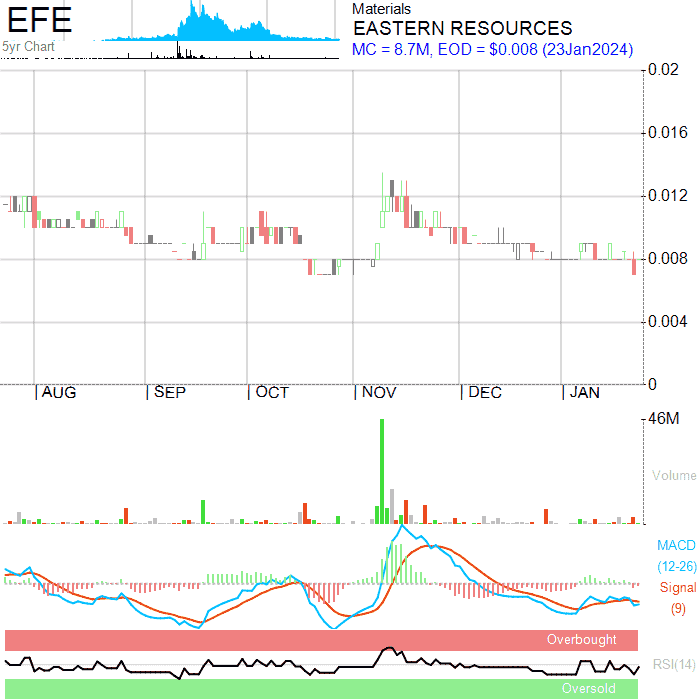 EFE
5yr Chart
Materials
EASTERN RESOURCES
MC = 8.7M, EOD = $0.008 (23Jan2024)
0.02
0.016
0.012
0.008
0.004
0
AUG SEP OCT NOV DEC JAN
46M
Volume
MACD
(12-26)
Signal
(9)
Overbought
RSI(14)
Oversold